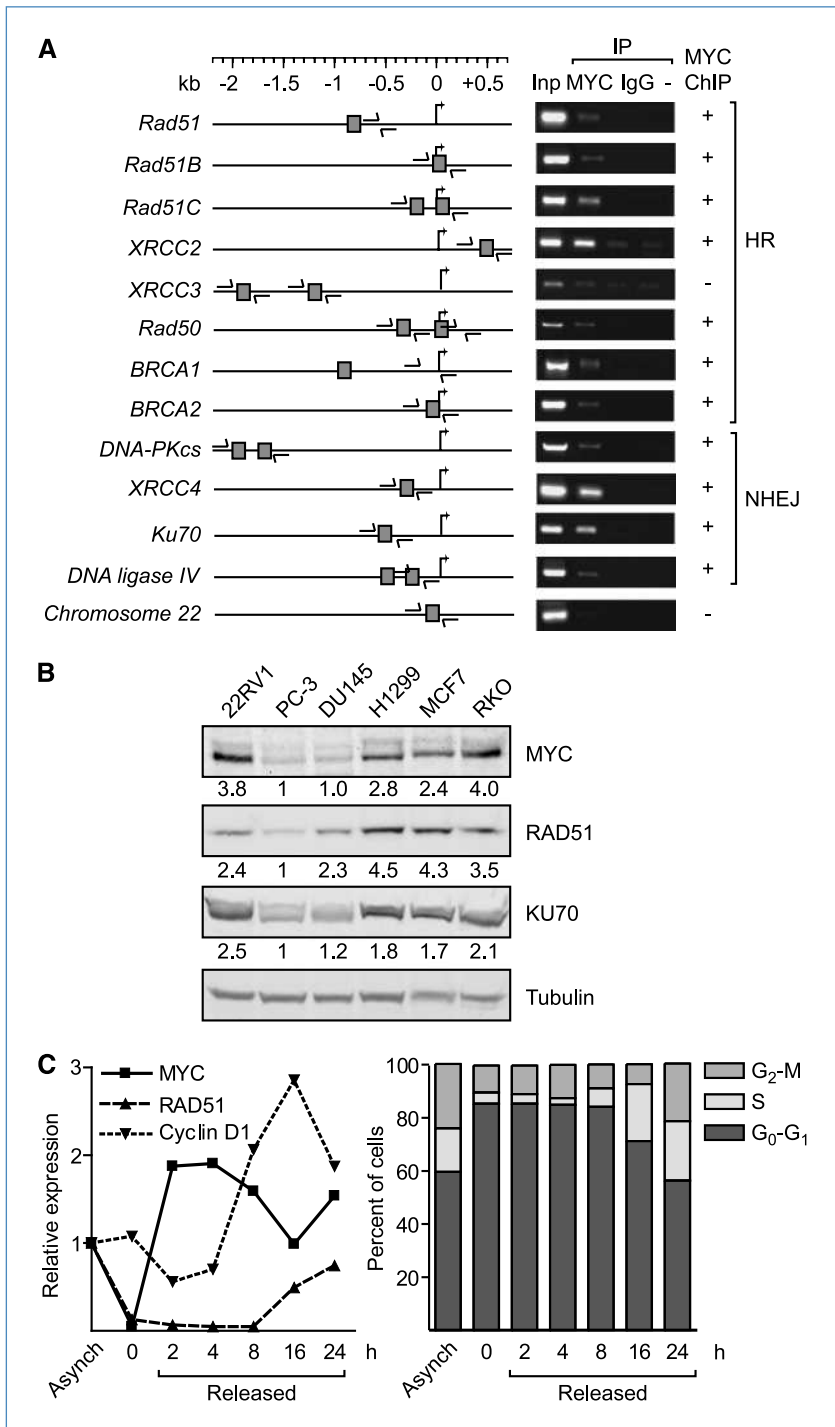 A
IP
MYC
kb -2 -1.5 -1 -0.5 0 +0.5
Inp MYC IgG - ChIP
Rad51 +
Rad51B +
Rad51C +
XRCC2 +
HR
XRCC3 -
Rad50 +
BRCA1 +
BRCA2 +
DNA-PKcs +
XRCC4 +
NHEJ
Ku70 +
DNA ligase IV +
Chromosome 22 -
B
22RV1 PC-3 DU145 H1299 MCF7 RKO
MYC
3.8 1 1.0 2.8 2.4 4.0
RAD51
2.4 1 2.3 4.5 4.3 3.5
KU70
2.5 1 1.2 1.8 1.7 2.1
Tubulin
C
Relative expression
3
2
1
MYC
RAD51
Cyclin D1
Asynch 0 2 4 8 16 24 h
Released
Percent of cells
100
80
60
40
20
G2-M
S
G0-G1
Asynch 0 2 4 8 16 24 h
Released